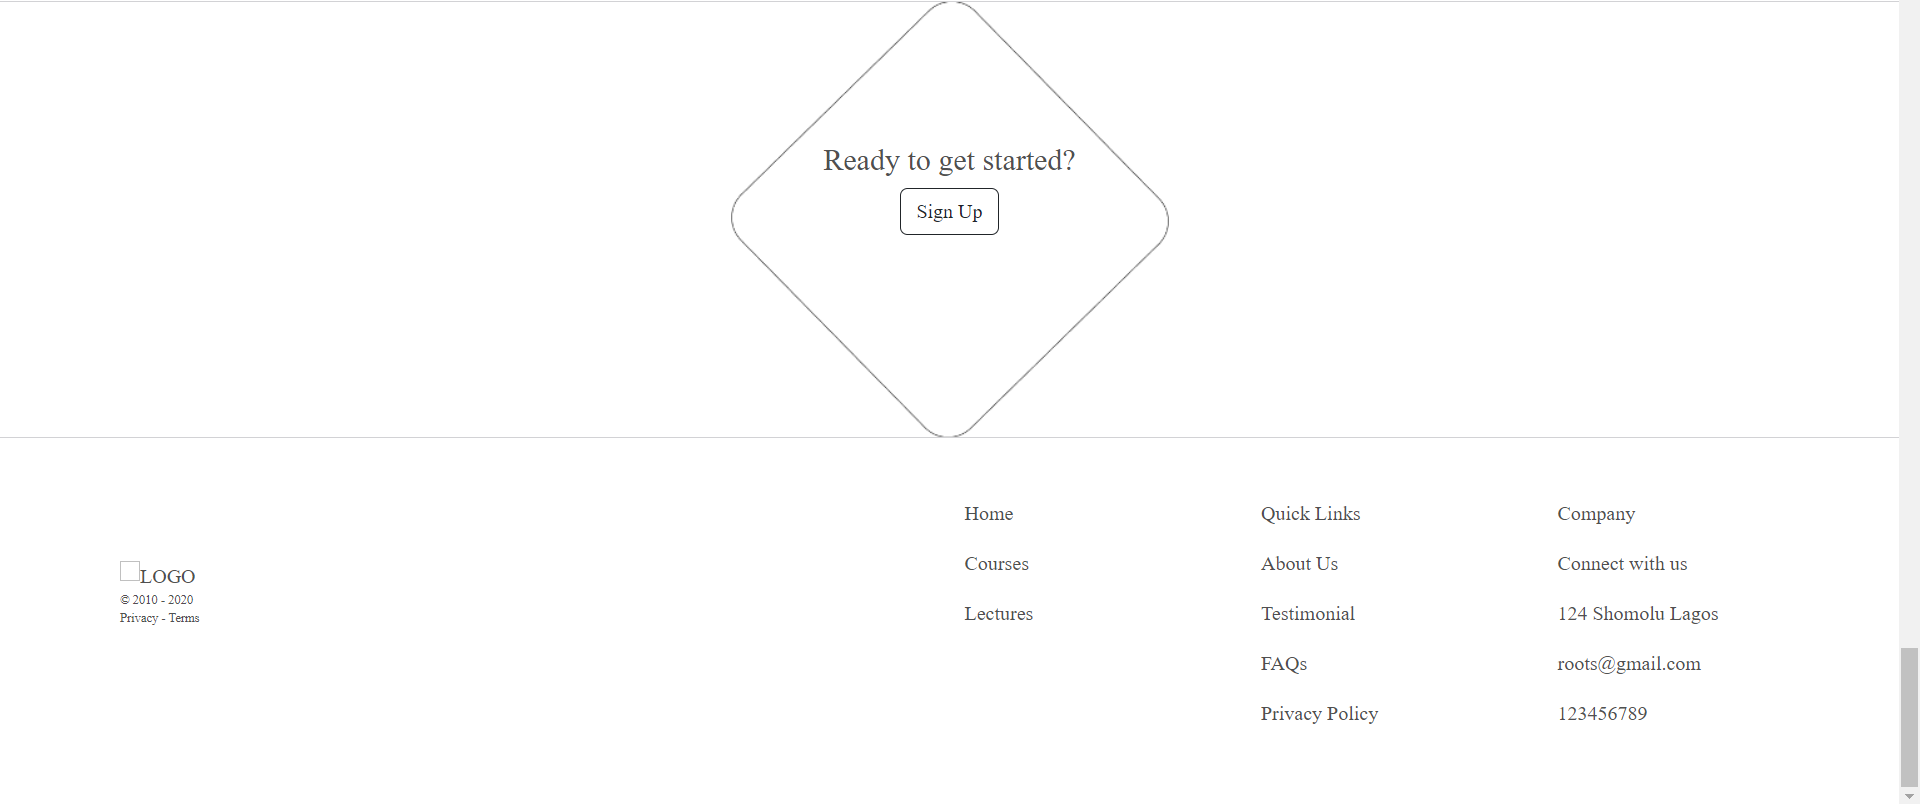 Ready to get started?
Sign Up
LOGO
© 2010 - 2020
Privacy - Terms
Home
Courses
Lectures
Quick Links
About Us
Testimonial
FAQs
Privacy Policy
Company
Connect with us
124 Shomolu Lagos
roots@gmail.com
123456789